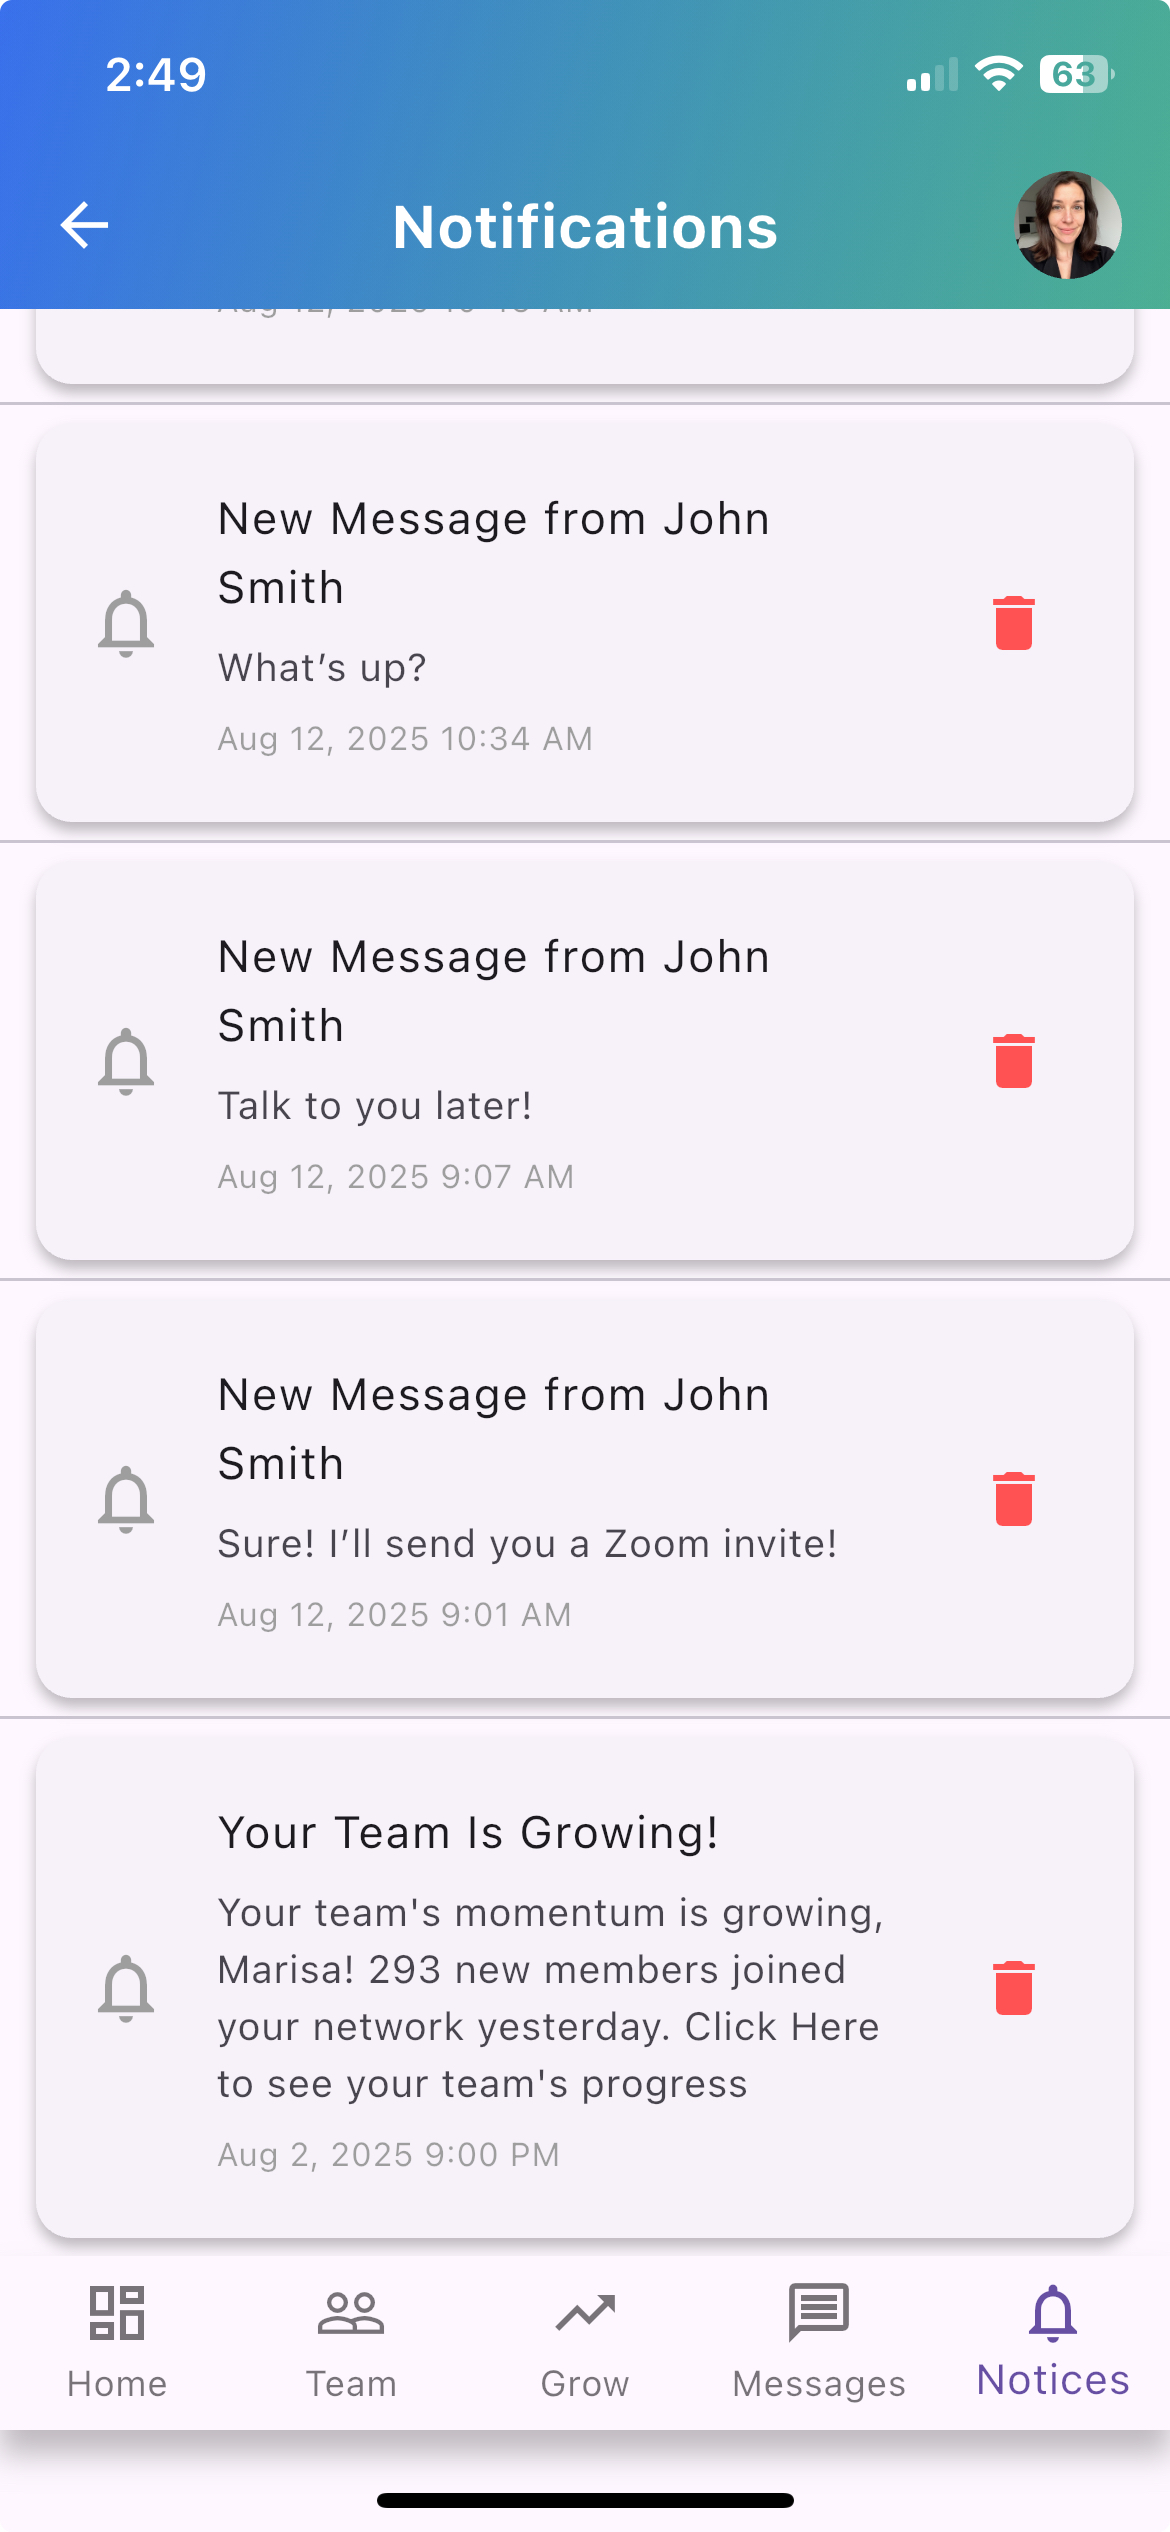 2:49
63
Notifications
New Message from John
Smith
What’s up?
Aug 12, 2025 10:34 AM
New Message from John
Smith
Talk to you later!
Aug 12, 2025 9:07 AM
New Message from John
Smith
Sure! I’ll send you a Zoom invite!
Aug 12, 2025 9:01 AM
Your Team Is Growing!
Your team's momentum is growing,
Marisa! 293 new members joined
your network yesterday. Click Here
to see your team's progress
Aug 2, 2025 9:00 PM
Home
Team
Grow
Messages
Notices